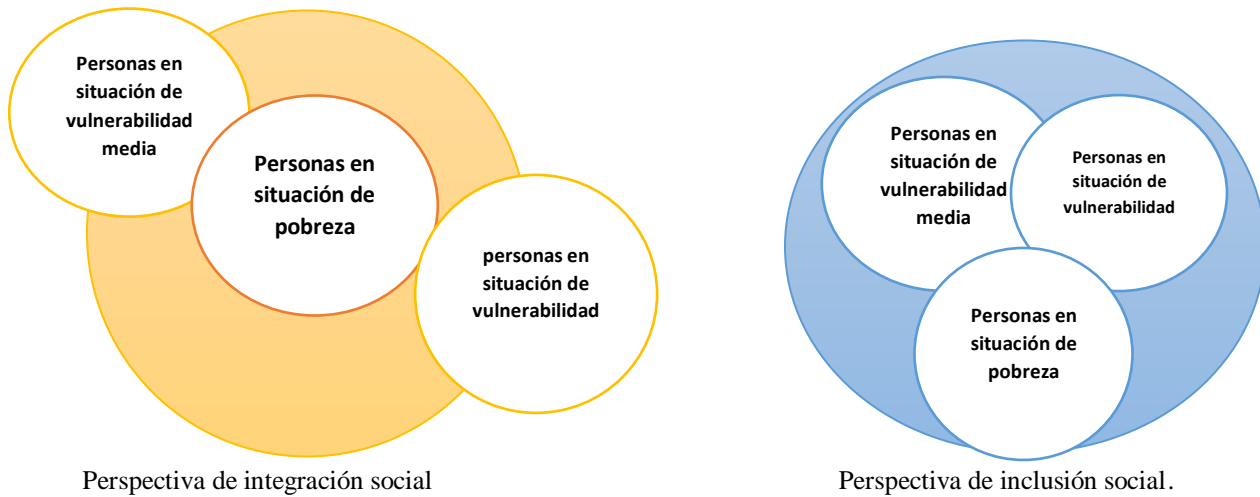 Personas en
situación de
vulnerabilidad
media
Personas en
situación de
pobreza
personas en
situación de
vulnerabilidad
Perspectiva de integración social
Personas en
situación de
vulnerabilidad
media
Personas en
situación de
vulnerabilidad
Personas en
situación de
pobreza
Perspectiva de inclusión social.